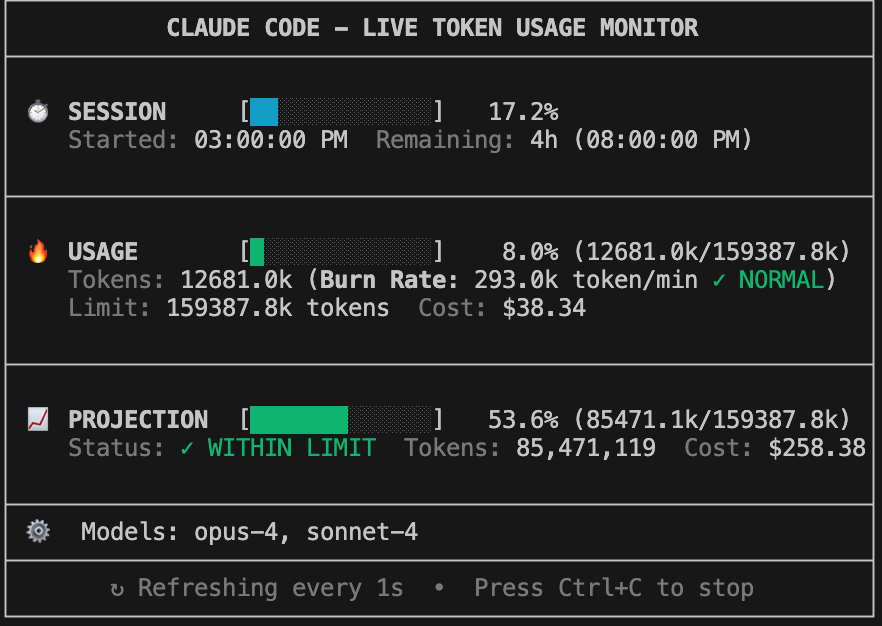 CLAUDE CODE - LIVE TOKEN USAGE MONITOR
SESSION [ ] 17.2%
Started: 03:00:00 PM Remaining: 4h (08:00:00 PM)
USAGE [ ] 8.0% (12681.0k/159387.8k)
Tokens: 12681.0k (Burn Rate: 293.0k token/min ✓ NORMAL)
Limit: 159387.8k tokens Cost: $38.34
PROJECTION [ ] 53.6% (85471.1k/159387.8k)
Status: ✓ WITHIN LIMIT Tokens: 85,471,119 Cost: $258.38
Models: opus-4, sonnet-4
↻ Refreshing every 1s • Press Ctrl+C to stop